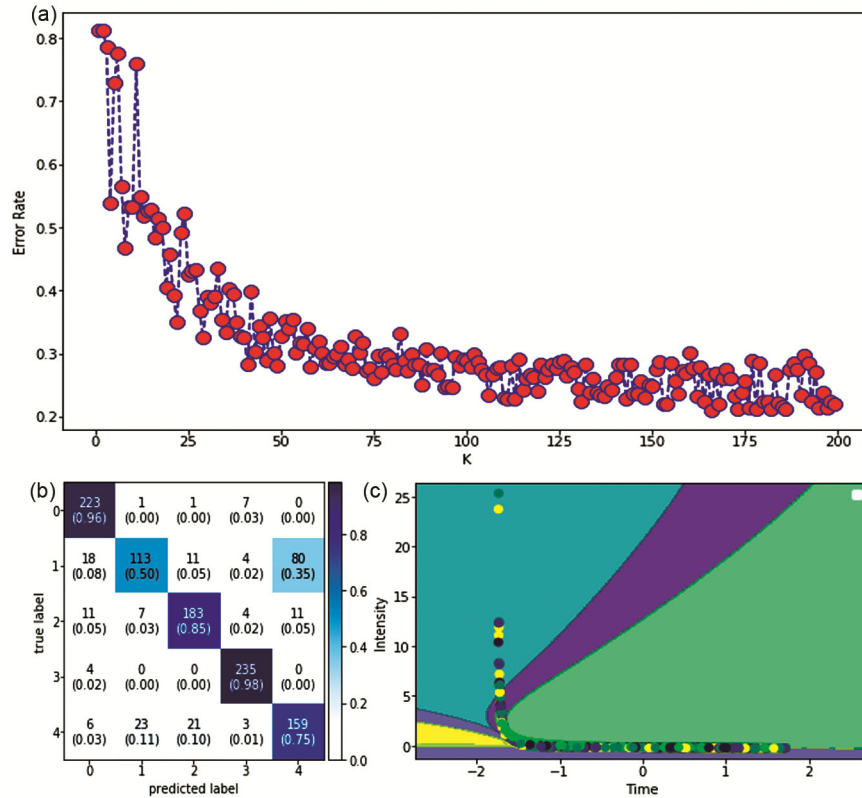 (a)
0.8
0.7
0.6
0.5
0.4
0.3
0.2
Error Rate
0 25 50 75 100 125 150 175 200
K
(b)
0 223 1 1 7 0
(0.96) (0.00) (0.00) (0.03) (0.00)
1 18 113 11 4 80
(0.08) (0.50) (0.05) (0.02) (0.35)
2 11 7 183 4 11
(0.05) (0.03) (0.85) (0.02) (0.05)
3 4 0 0 235 0
(0.02) (0.00) (0.00) (0.98) (0.00)
4 6 23 21 3 159
(0.03) (0.11) (0.10) (0.01) (0.75)
true label
0 1 2 3 4
predicted label
0.8
0.6
0.4
0.2
0.0
(c)
25
20
15
10
5
0
Intensity
−2 −1 0 1 2
Time